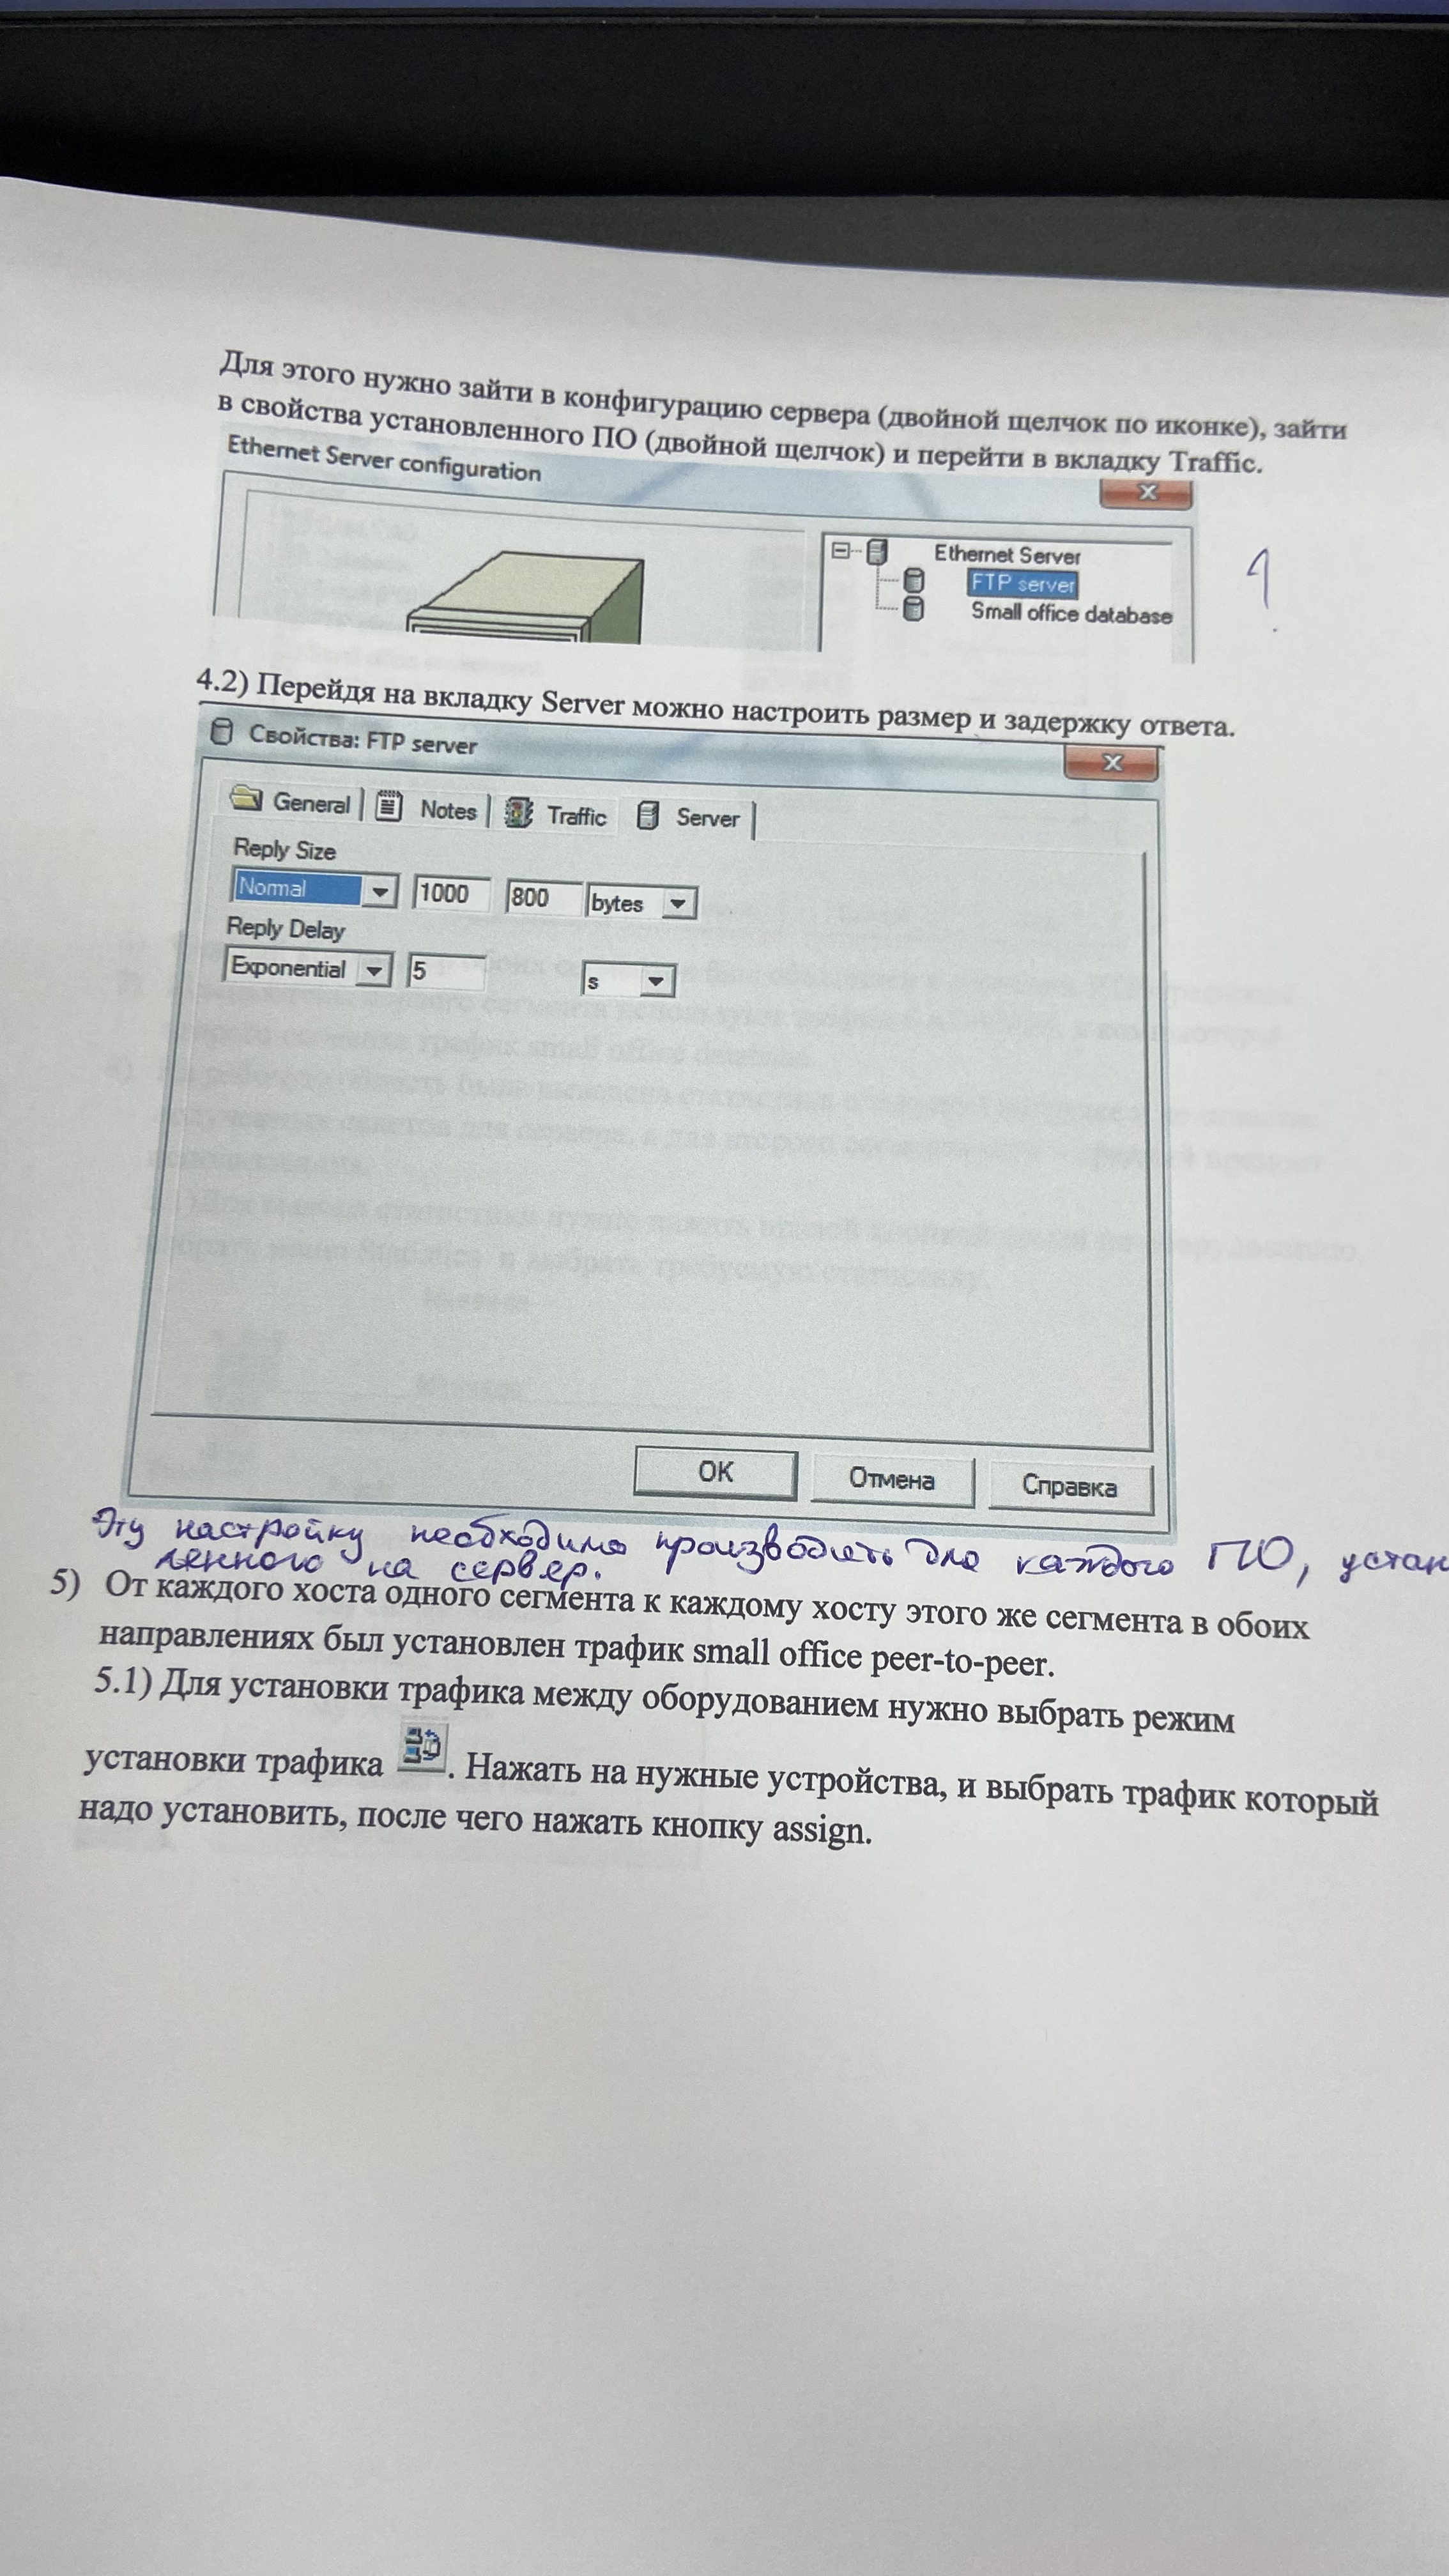 Для этого нужно зайти в конфигурацию сервера (двойной щелчок по иконке), зайти
в свойства установленного ПО (двойной щелчок) и перейти в вкладку Traffic.
Ethernet Server configuration
Ethernet Server
FTP server
Small office database
4.2) Перейдя на вкладку Server можно настроить размер и задержку ответа.
Свойства: FTP server
General Notes Traffic Server
Reply Size
Normal 1000 800 bytes
Reply Delay
Exponential 5 s
OK Отмена Справка
Эту настройку необходимо производить для каждого ПО, устан
ленного на сервер.
5) От каждого хоста одного сегмента к каждому хосту этого же сегмента в обоих
направлениях был установлен трафик small office peer-to-peer.
5.1) Для установки трафика между оборудованием нужно выбрать режим
установки трафика . Нажать на нужные устройства, и выбрать трафик который
надо установить, после чего нажать кнопку assign.